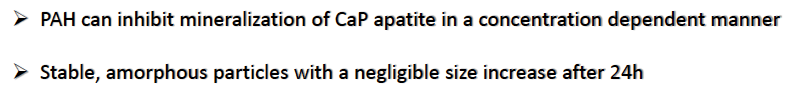 ➢ PAH can inhibit mineralization of CaP apatite in a concentration dependent manner
➢ Stable, amorphous particles with a negligible size increase after 24h